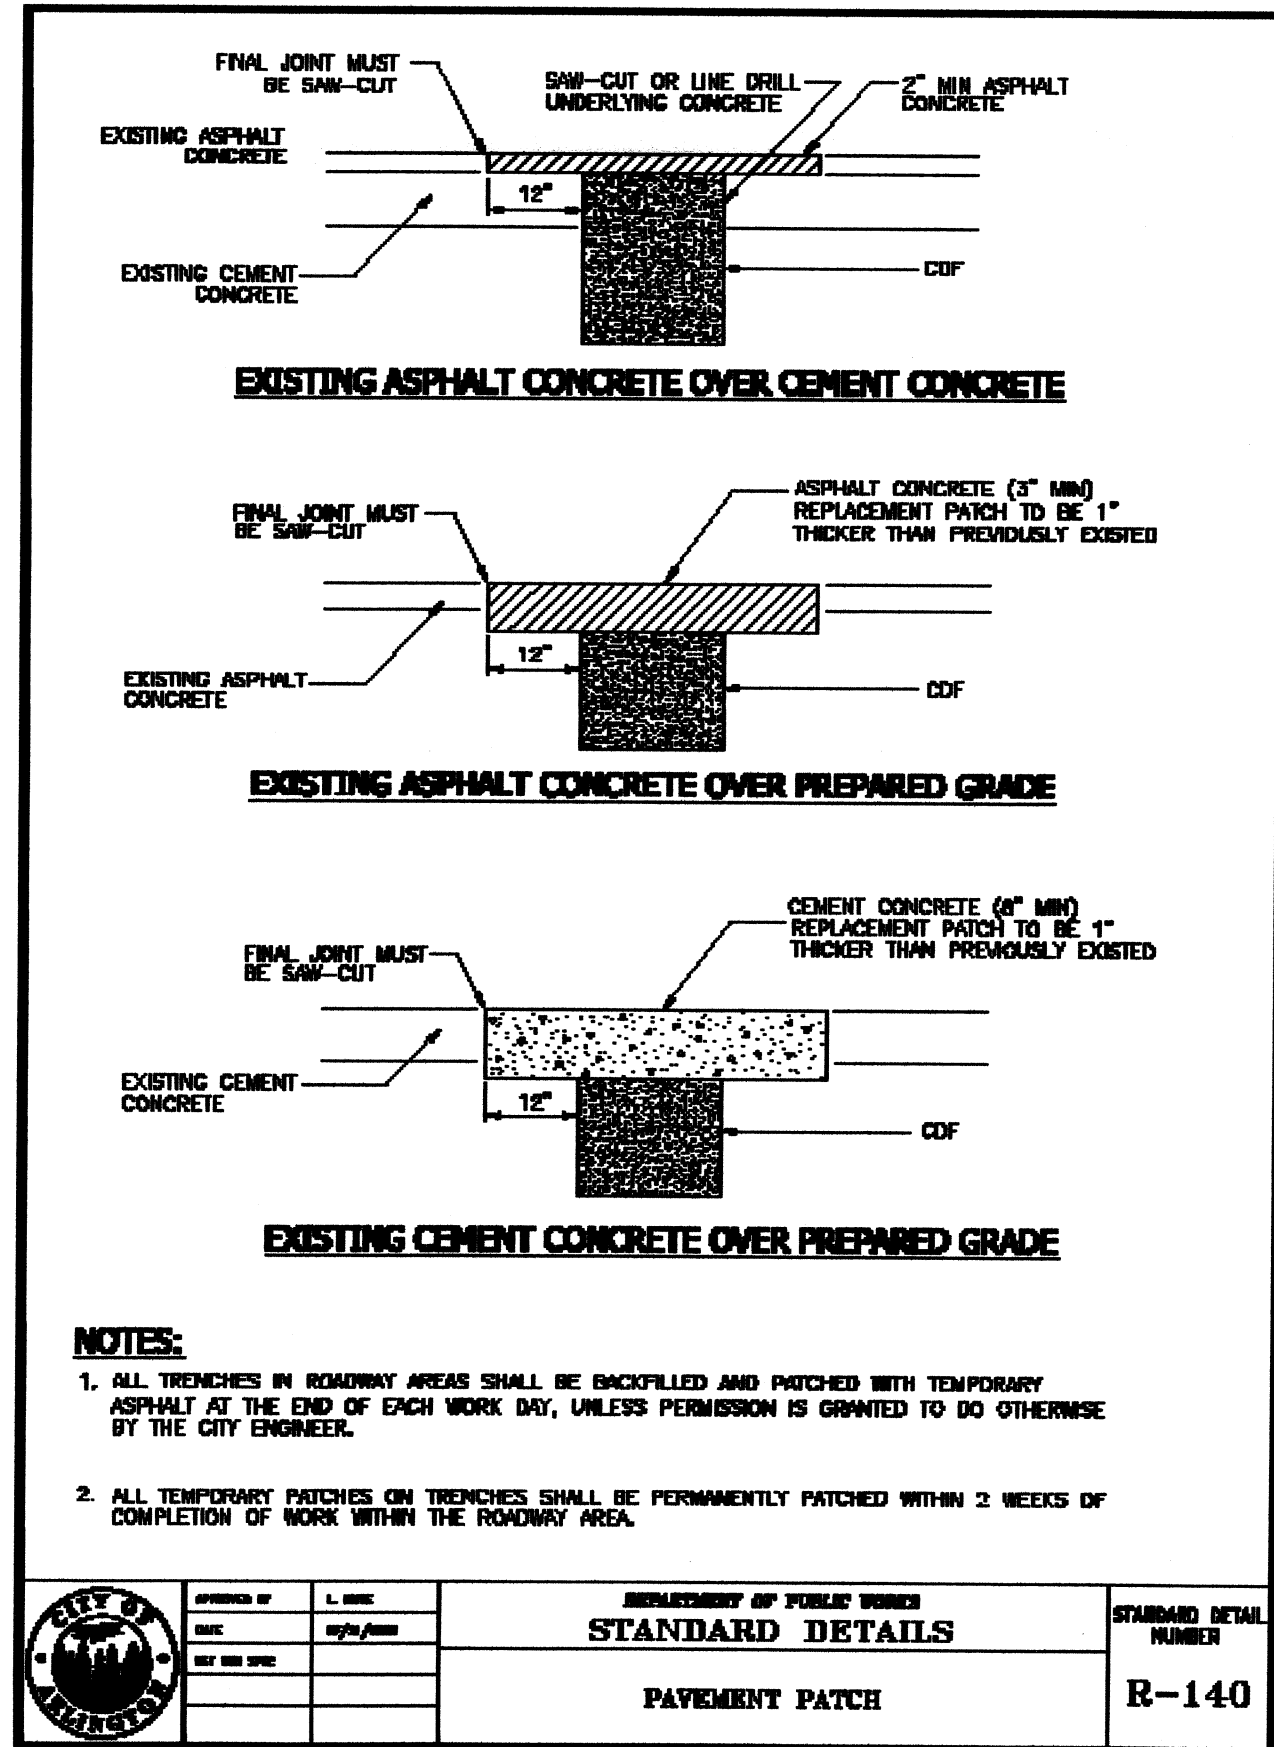 FINAL JOINT MUST
BE SAW-CUT
SAW-CUT OR LINE DRILL
UNDERLYING CONCRETE
2" MIN ASPHALT
CONCRETE
EXISTING ASPHALT
CONCRETE
12"
EXISTING CEMENT
CONCRETE
CDF
EXISTING ASPHALT CONCRETE OVER CEMENT CONCRETE
ASPHALT CONCRETE (3" MIN)
REPLACEMENT PATCH TO BE 1"
THICKER THAN PREVIOUSLY EXISTED
FINAL JOINT MUST
BE SAW-CUT
12"
EXISTING ASPHALT
CONCRETE
CDF
EXISTING ASPHALT CONCRETE OVER PREPARED GRADE
CEMENT CONCRETE (6" MIN)
REPLACEMENT PATCH TO BE 1"
THICKER THAN PREVIOUSLY EXISTED
FINAL JOINT MUST
BE SAW-CUT
EXISTING CEMENT
CONCRETE
12"
CDF
EXISTING CEMENT CONCRETE OVER PREPARED GRADE
NOTES:
1. ALL TRENCHES IN ROADWAY AREAS SHALL BE BACKFILLED AND PATCHED WITH TEMPORARY
ASPHALT AT THE END OF EACH WORK DAY, UNLESS PERMISSION IS GRANTED TO DO OTHERWISE
BY THE CITY ENGINEER.
2. ALL TEMPORARY PATCHES ON TRENCHES SHALL BE PERMANENTLY PATCHED WITHIN 2 WEEKS OF
COMPLETION OF WORK WITHIN THE ROADWAY AREA.
CITY OF
ARLINGTON
APPROVED BY
DATE
DEPARTMENT OF PUBLIC WORKS
STANDARD DETAILS
PAVEMENT PATCH
STANDARD DETAIL
NUMBER
R-140